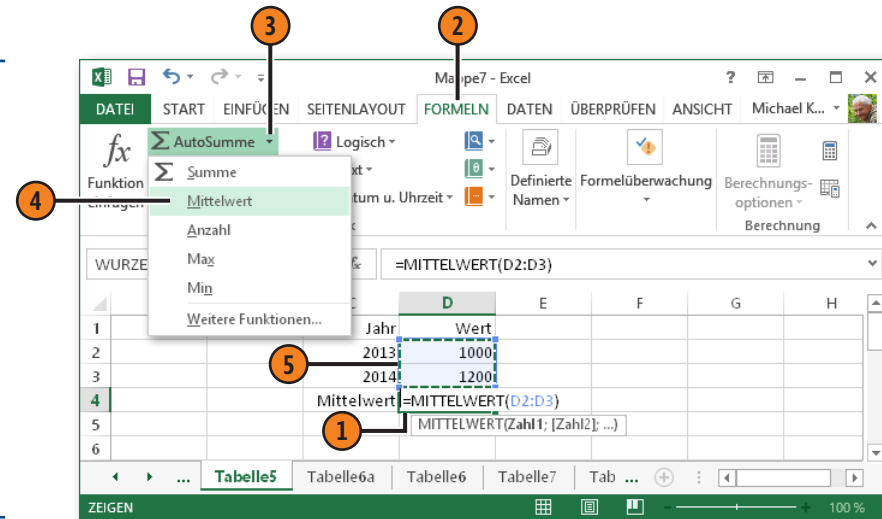 3 2
Mappe7 - Excel ?
DATEI START EINFÜGEN SEITENLAYOUT FORMELN DATEN ÜBERPRÜFEN ANSICHT Michael K...
fx Σ AutoSumme ? Logisch
Funktion einfügen
Σ Summe
4 Mittelwert
Anzahl
Max
Min
Weitere Funktionen...
xt θ
tum u. Uhrzeit
Definierte Namen
Formelüberwachung
Berechnungs-
optionen
Berechnung
WURZE fx =MITTELWERT(D2:D3)
D E F G H
1 Jahr Wert
2 2013 1000
5
3 2014 1200
4 Mittelwert =MITTELWERT(D2:D3)
1
5 MITTELWERT(Zahl1; [Zahl2]; ...)
6
... Tabelle5 Tabelle6a Tabelle6 Tabelle7 Tab ...
ZEIGEN 100 %